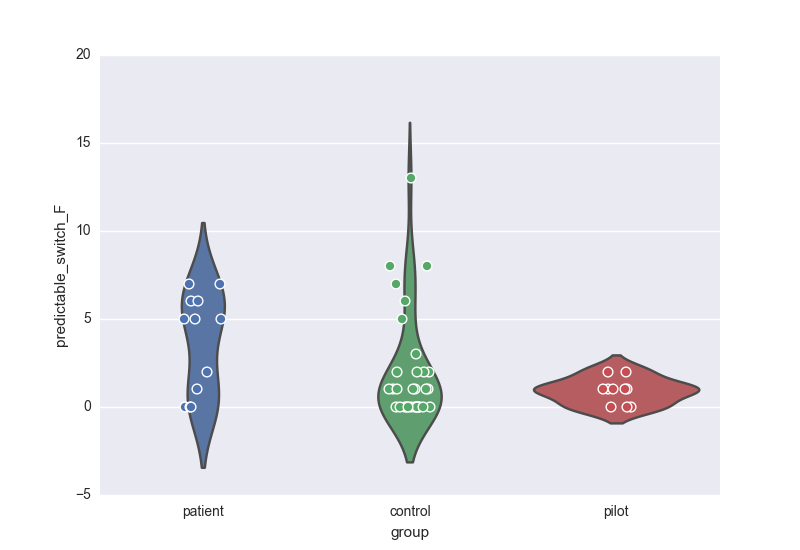 20
15
10
5
0
−5
predictable_switch_F
patient
control
pilot
group